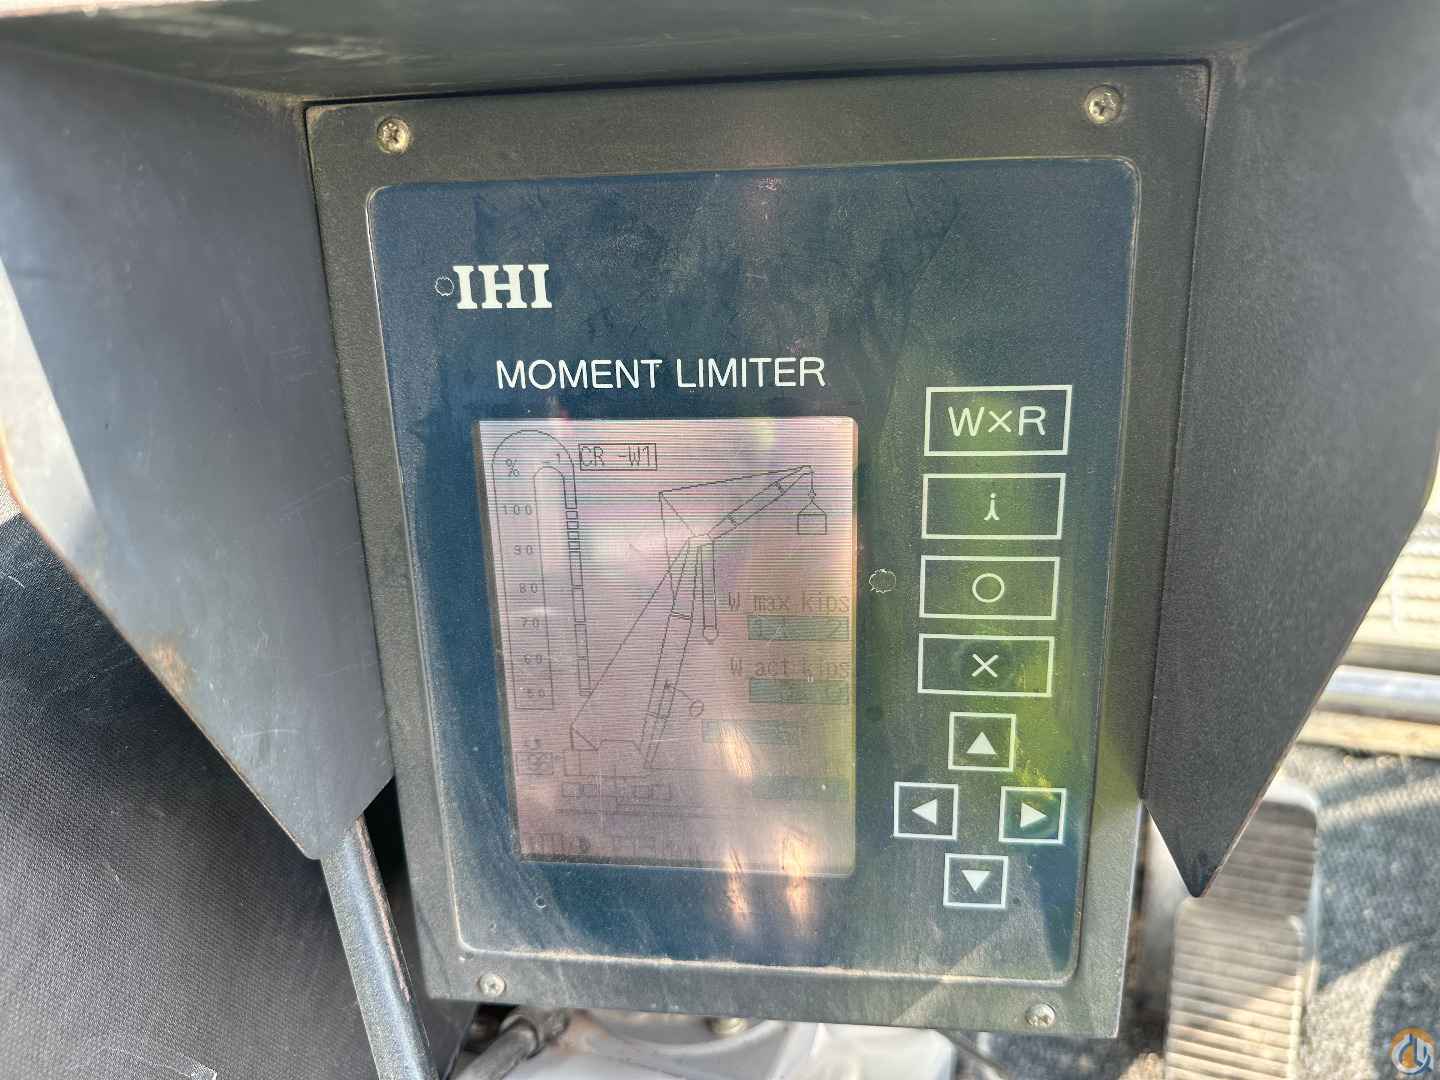 IHI
MOMENT LIMITER
W×R
CR -W1
%
100
90
80
70
60
50
W max kips
W act kips